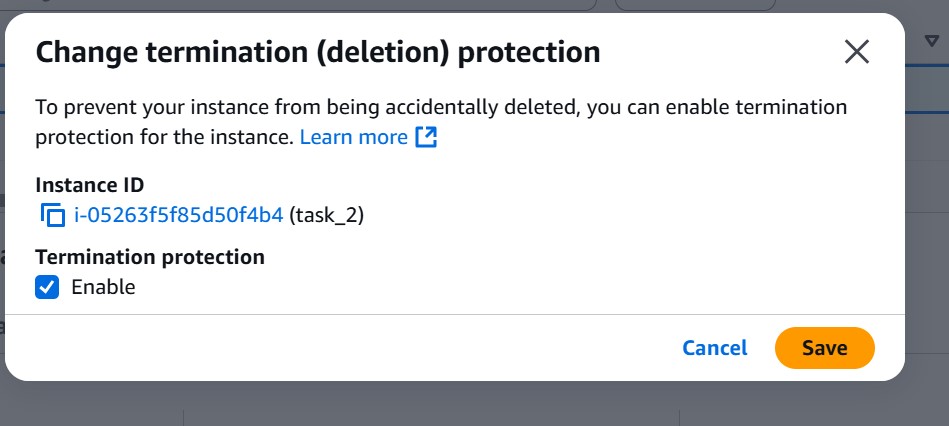 Change termination (deletion) protection
To prevent your instance from being accidentally deleted, you can enable termination
protection for the instance. Learn more
Instance ID
i-05263f5f85d50f4b4 (task_2)
Termination protection
Enable
Cancel
Save